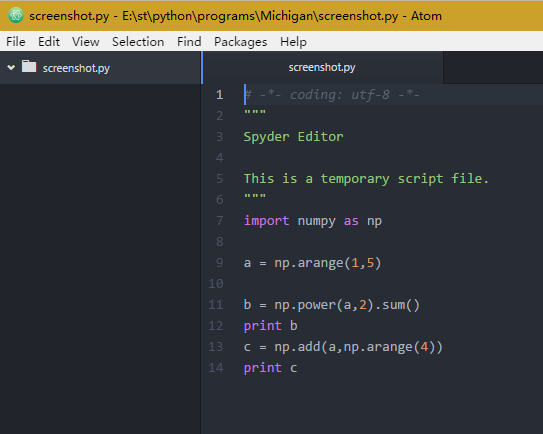 screenshot.py - E:\st\python\programs\Michigan\screenshot.py - Atom
File Edit View Selection Find Packages Help
screenshot.py
screenshot.py
1 # -*- coding: utf-8 -*-
2 """
3 Spyder Editor
4
5 This is a temporary script file.
6 """
7 import numpy as np
8
9 a = np.arange(1,5)
10
11 b = np.power(a,2).sum()
12 print b
13 c = np.add(a,np.arange(4))
14 print c